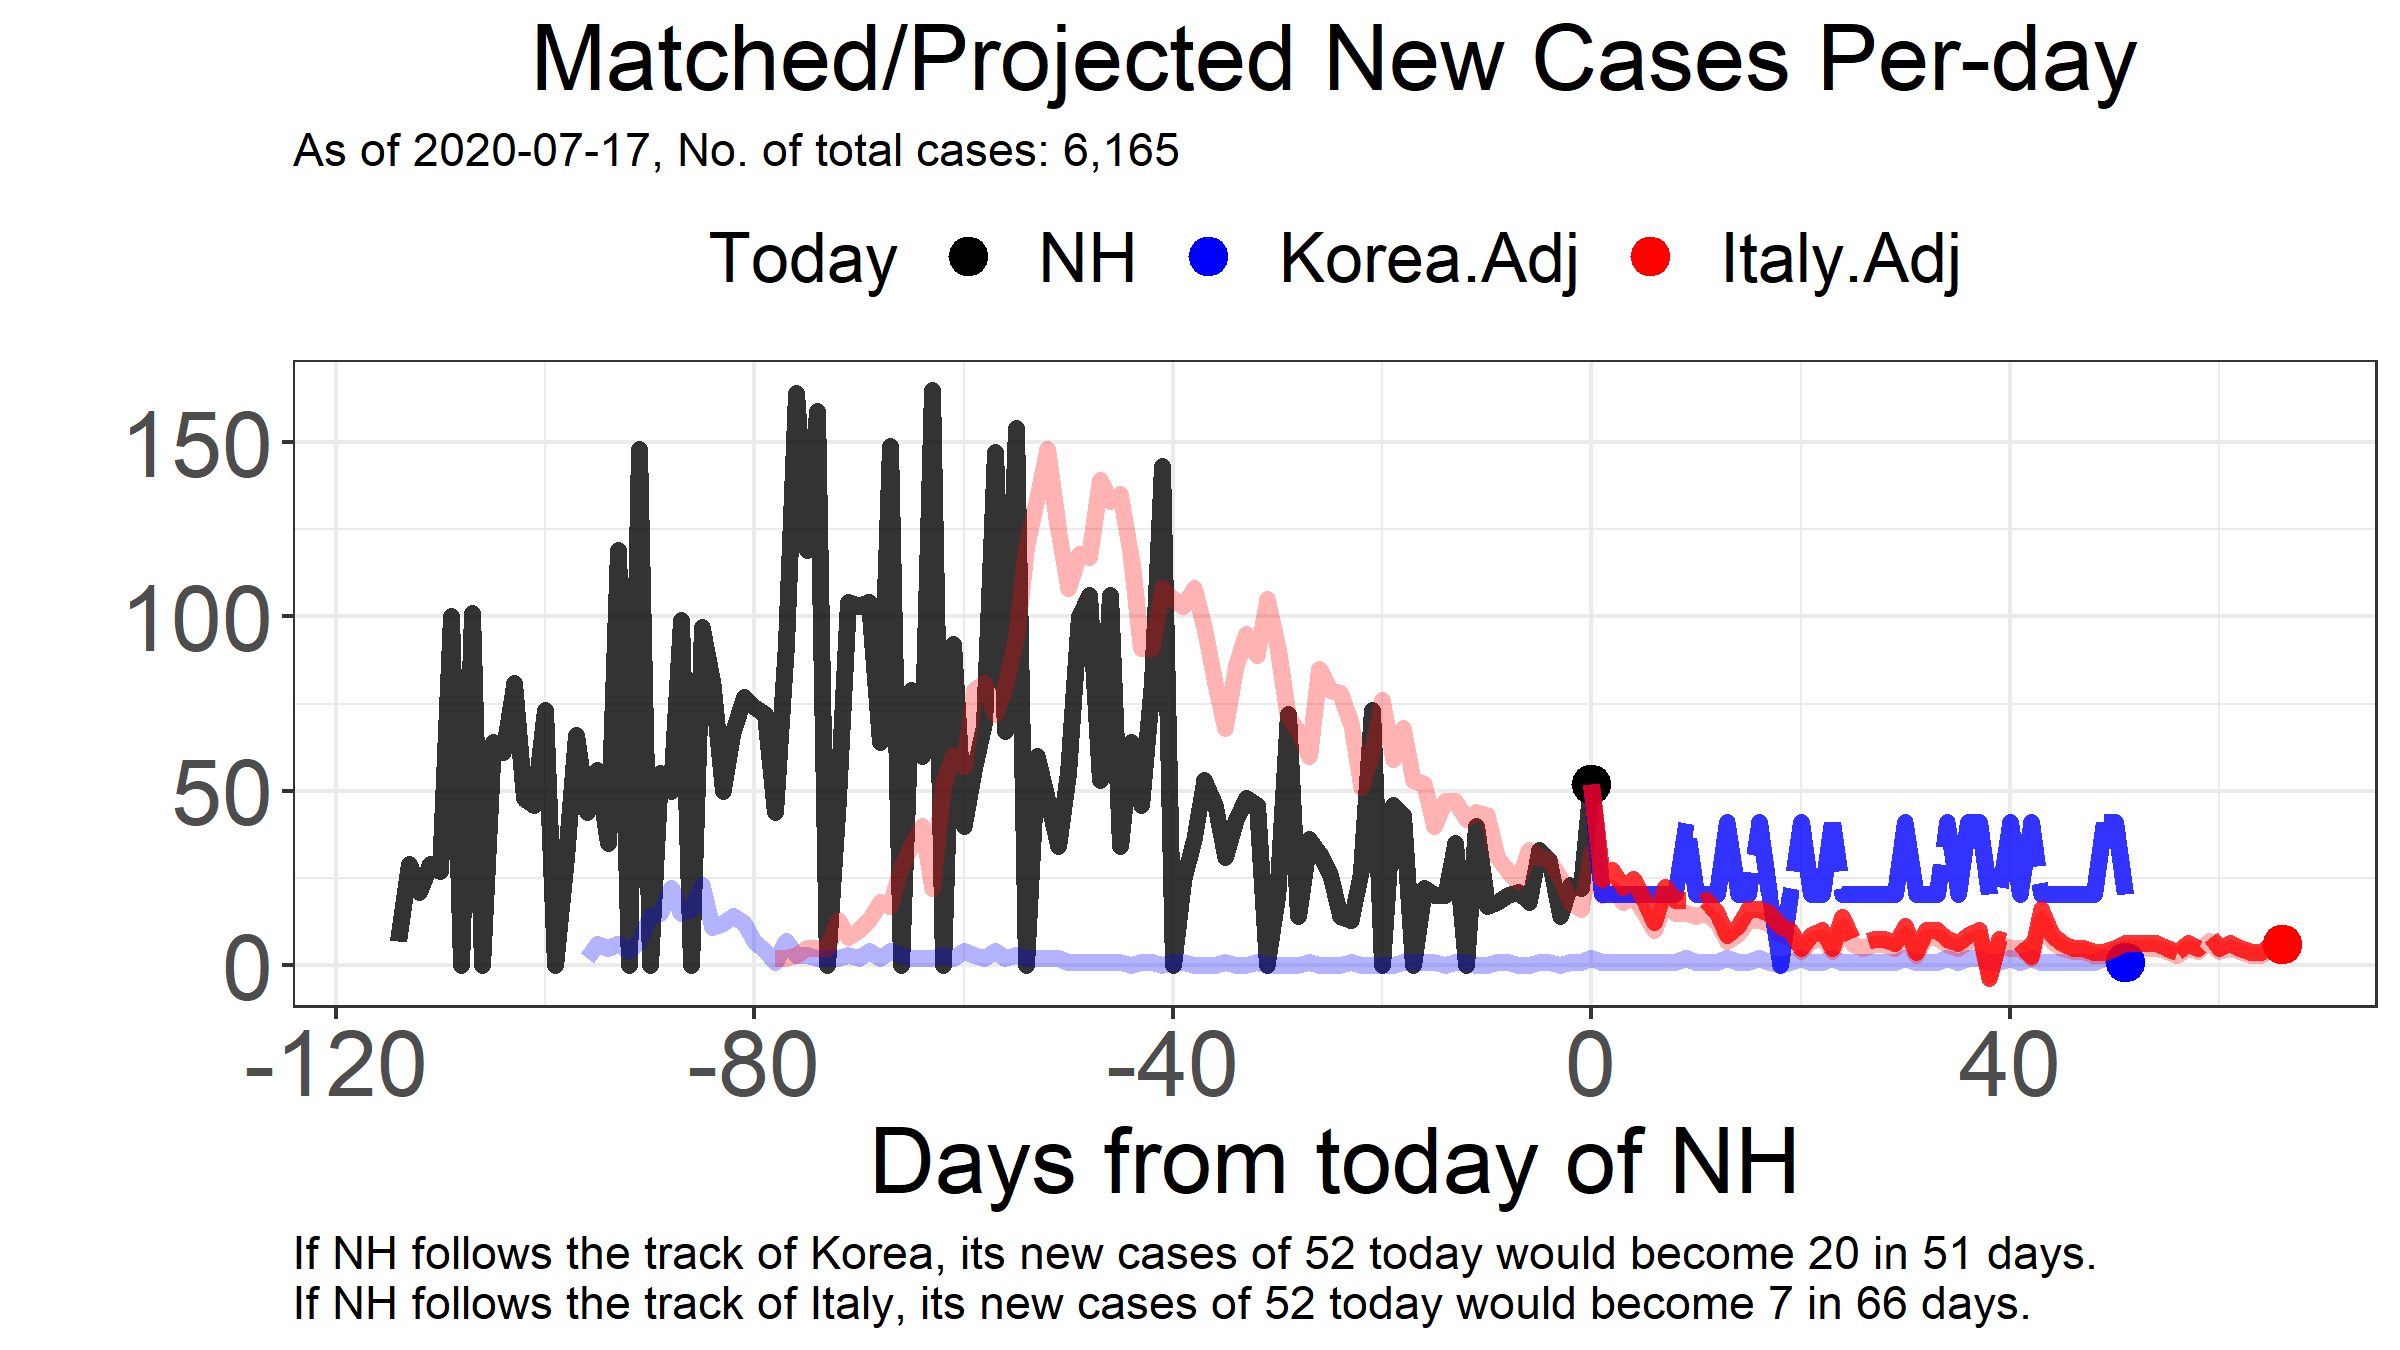 Matched/Projected New Cases Per-day
As of 2020-07-17, No. of total cases: 6,165
Today NH Korea.Adj Italy.Adj
150
100
50
0
-120 -80 -40 0 40
Days from today of NH
If NH follows the track of Korea, its new cases of 52 today would become 20 in 51 days.
If NH follows the track of Italy, its new cases of 52 today would become 7 in 66 days.